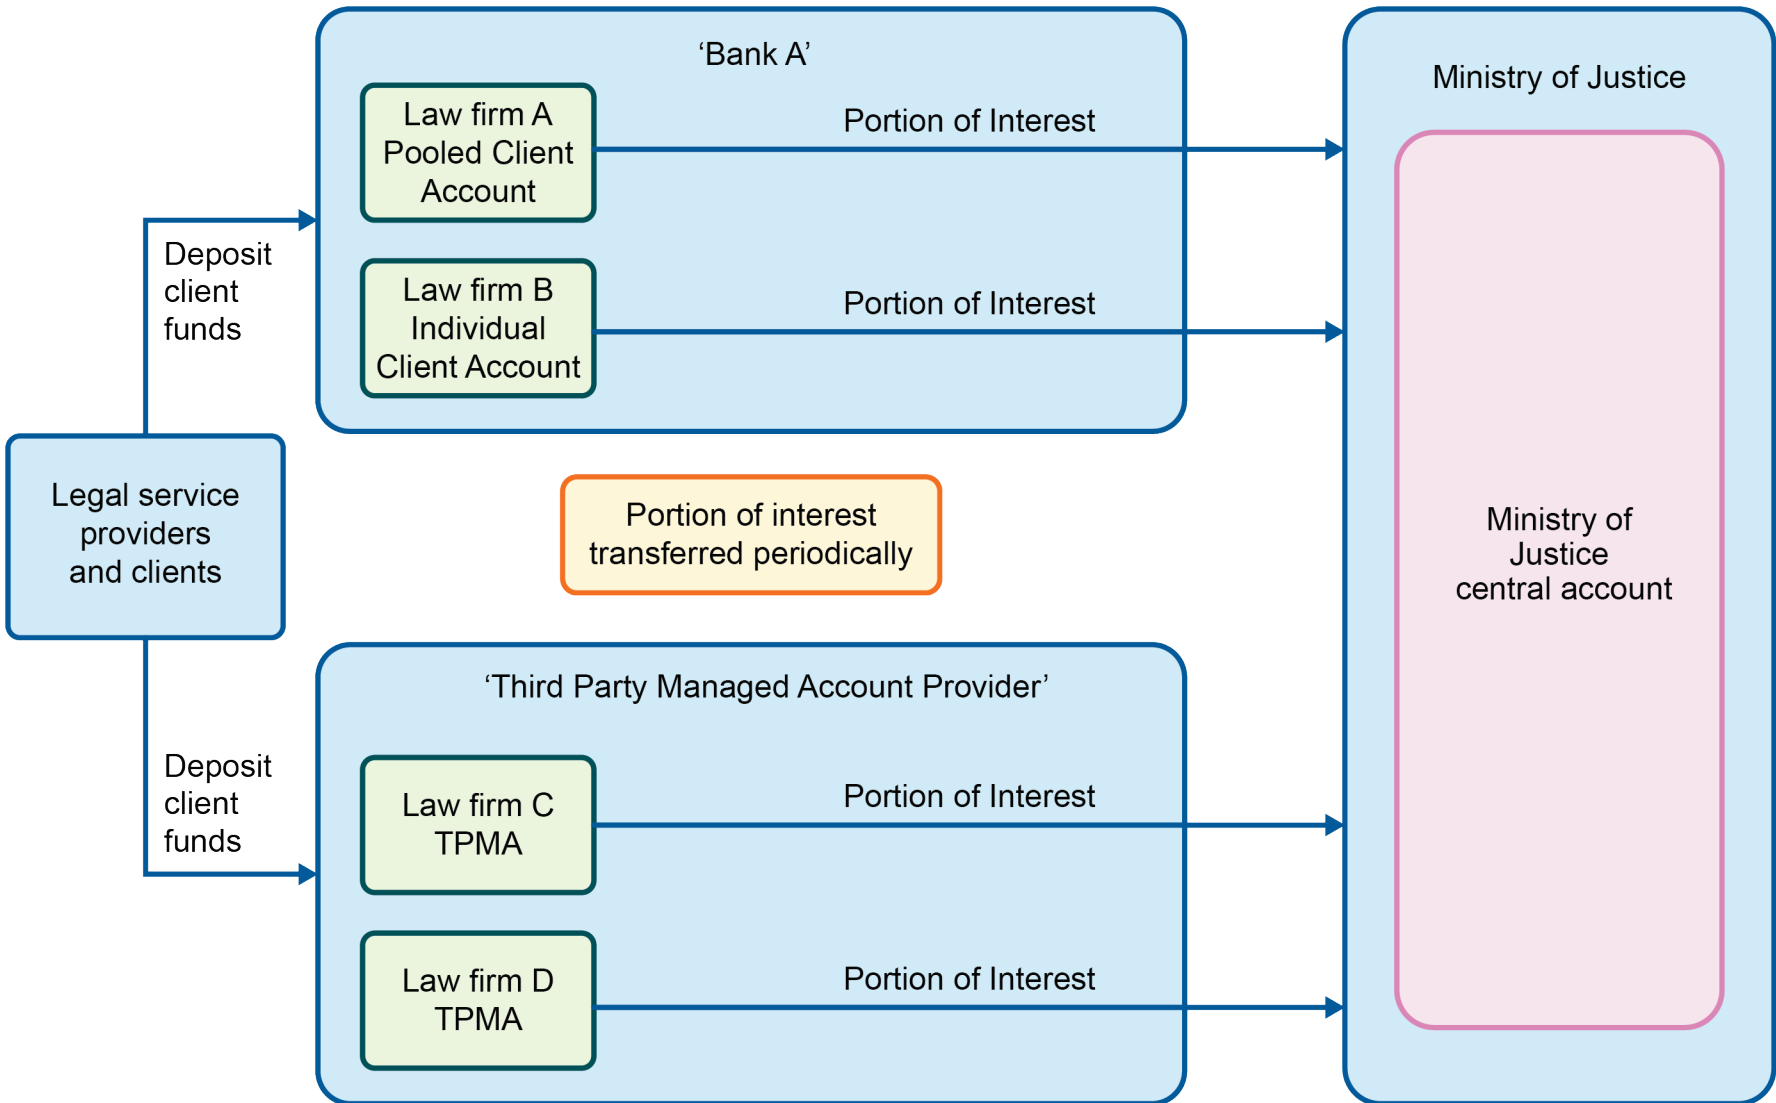 ‘Bank A’
Law firm A
Pooled Client
Account
Portion of Interest
Law firm B
Individual
Client Account
Portion of Interest
Ministry of Justice
Ministry of
Justice
central account
Deposit
client
funds
Legal service
providers
and clients
Portion of interest
transferred periodically
Deposit
client
funds
‘Third Party Managed Account Provider’
Law firm C
TPMA
Portion of Interest
Law firm D
TPMA
Portion of Interest